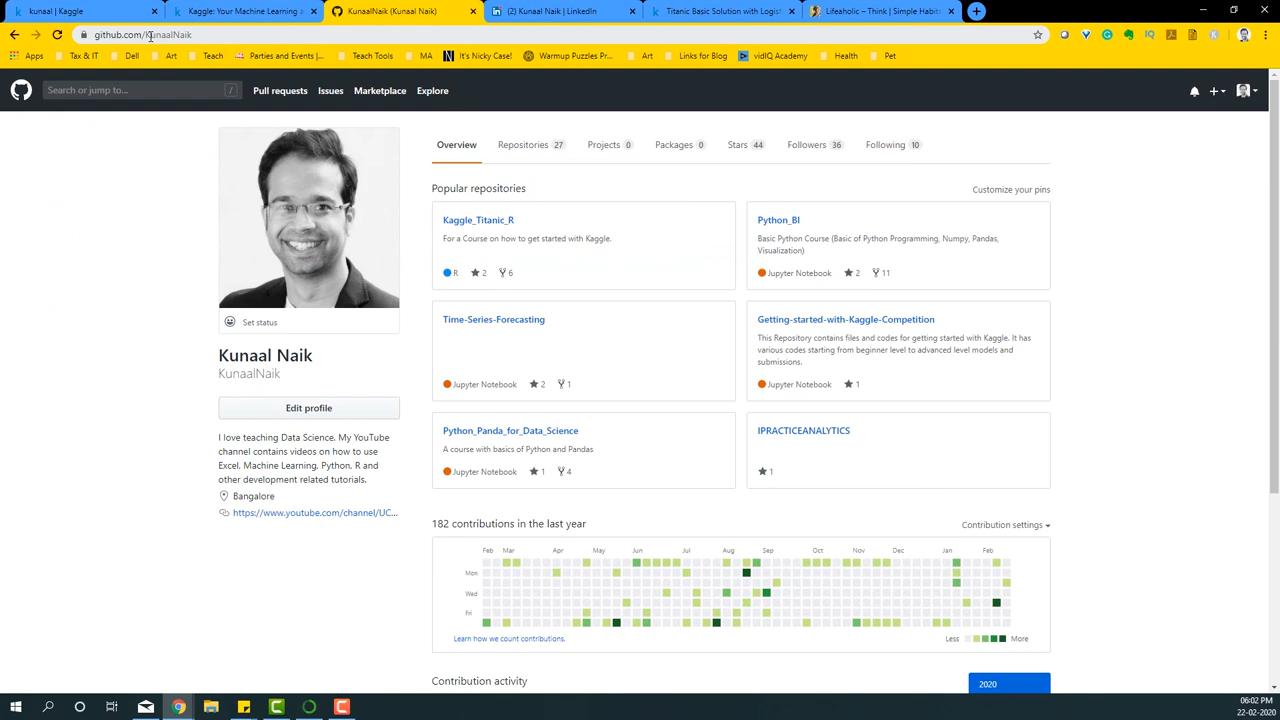 kunaal | Kaggle
Kaggle: Your Machine Learning a
KunaalNaik (Kunaal Naik)
(2) Kunaal Naik | LinkedIn
Titanic Basic Solution with Logist
Lifeaholic – Think | Simple Habits
github.com/KunaalNaik
Apps
Tax & IT
Dell
Art
Teach
Parties and Events |...
Teach Tools
MA
It's Nicky Case!
Warmup Puzzles Pr...
Art
Links for Blog
vidIQ Academy
Health
Pet
Search or jump to...
/
Pull requests
Issues
Marketplace
Explore
Overview
Repositories 27
Projects 0
Packages 0
Stars 44
Followers 36
Following 10
Popular repositories
Customize your pins
Kaggle_Titanic_R
For a Course on how to get started with Kaggle.
R 2 6
Python_BI
Basic Python Course (Basic of Python Programming, Numpy, Pandas,
Visualization)
Jupyter Notebook 2 11
Time-Series-Forecasting
Jupyter Notebook 2 1
Getting-started-with-Kaggle-Competition
This Repository contains files and codes for getting started with Kaggle. It has
various codes starting from beginner level to advanced level models and
submissions.
Jupyter Notebook 1
Python_Panda_for_Data_Science
A course with basics of Python and Pandas
Jupyter Notebook 1 4
IPRACTICEANALYTICS
1
Set status
Kunaal Naik
KunaalNaik
Edit profile
I love teaching Data Science. My YouTube
channel contains videos on how to use
Excel, Machine Learning, Python, R and
other development related tutorials.
Bangalore
https://www.youtube.com/channel/UC...
182 contributions in the last year
Contribution settings
Feb Mar Apr May Jun Jul Aug Sep Oct Nov Dec Jan Feb
Mon
Wed
Fri
Learn how we count contributions.
Less More
Contribution activity
2020
06:02 PM
22-02-2020